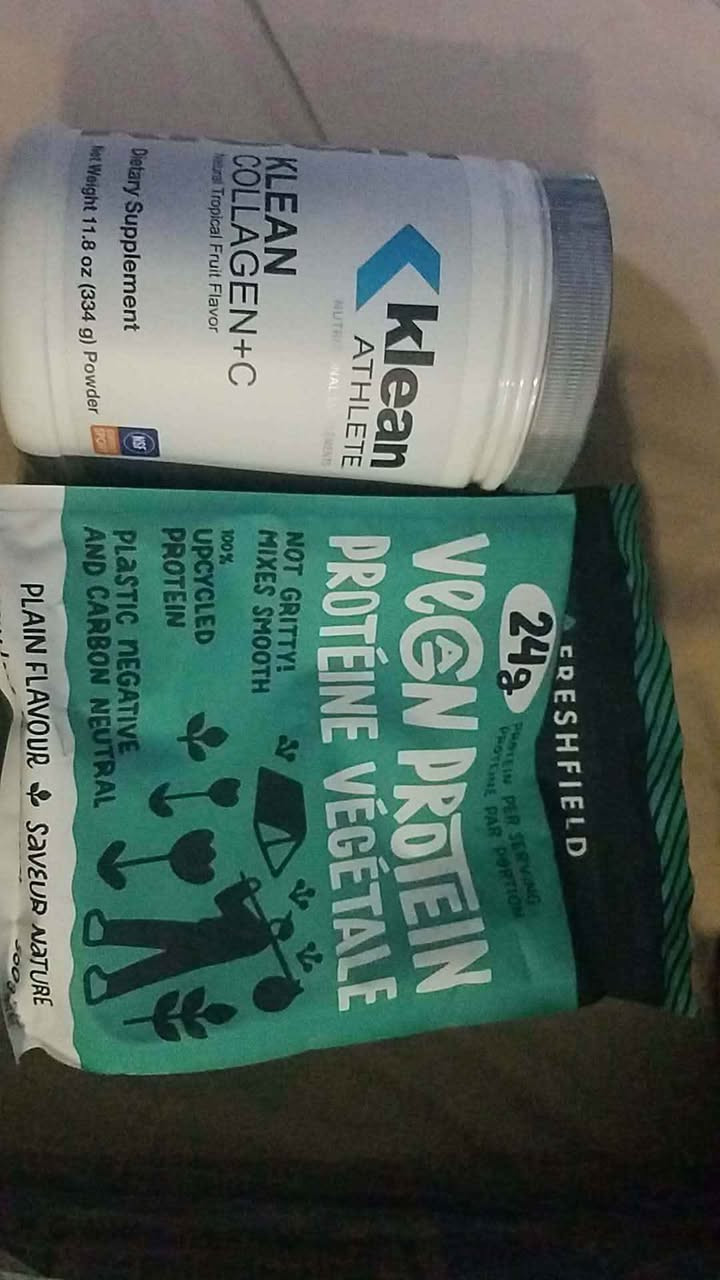 klean
ATHLETE
KLEAN
COLLAGEN+C
Natural Tropical Fruit Flavor
Dietary Supplement
Net Weight 11.8 oz (334 g) Powder
NSF
FRESHFIELD
24g
PROTEIN PER SERVING
PROTÉINE PAR PORTION
VEGAN PROTEIN
PROTÉINE VÉGÉTALE
NOT GRITTY!
MIXES SMOOTH
100%
UPCYCLED
PROTEIN
PLASTIC NEGATIVE
AND CARBON NEUTRAL
PLAIN FLAVOUR SAVEUR NATURE